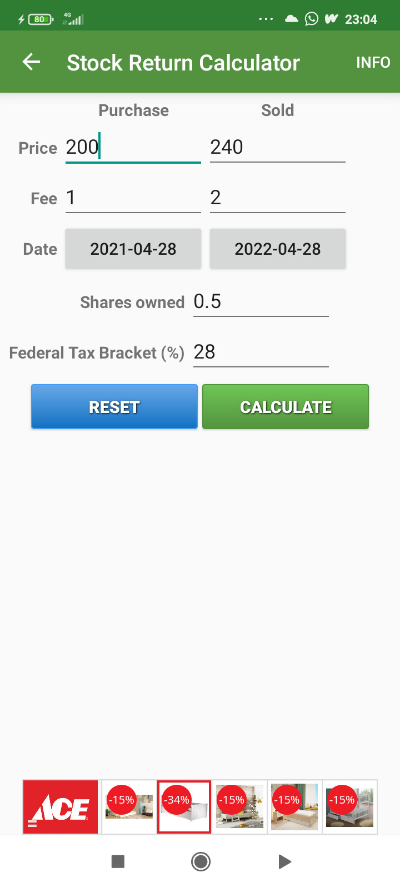 80
4G
23:04
Stock Return Calculator
INFO
Purchase
Sold
Price 200 240
Fee 1 2
Date 2021-04-28 2022-04-28
Shares owned 0.5
Federal Tax Bracket (%) 28
RESET
CALCULATE
ACE
-15%
-34%
-15%
-15%
-15%